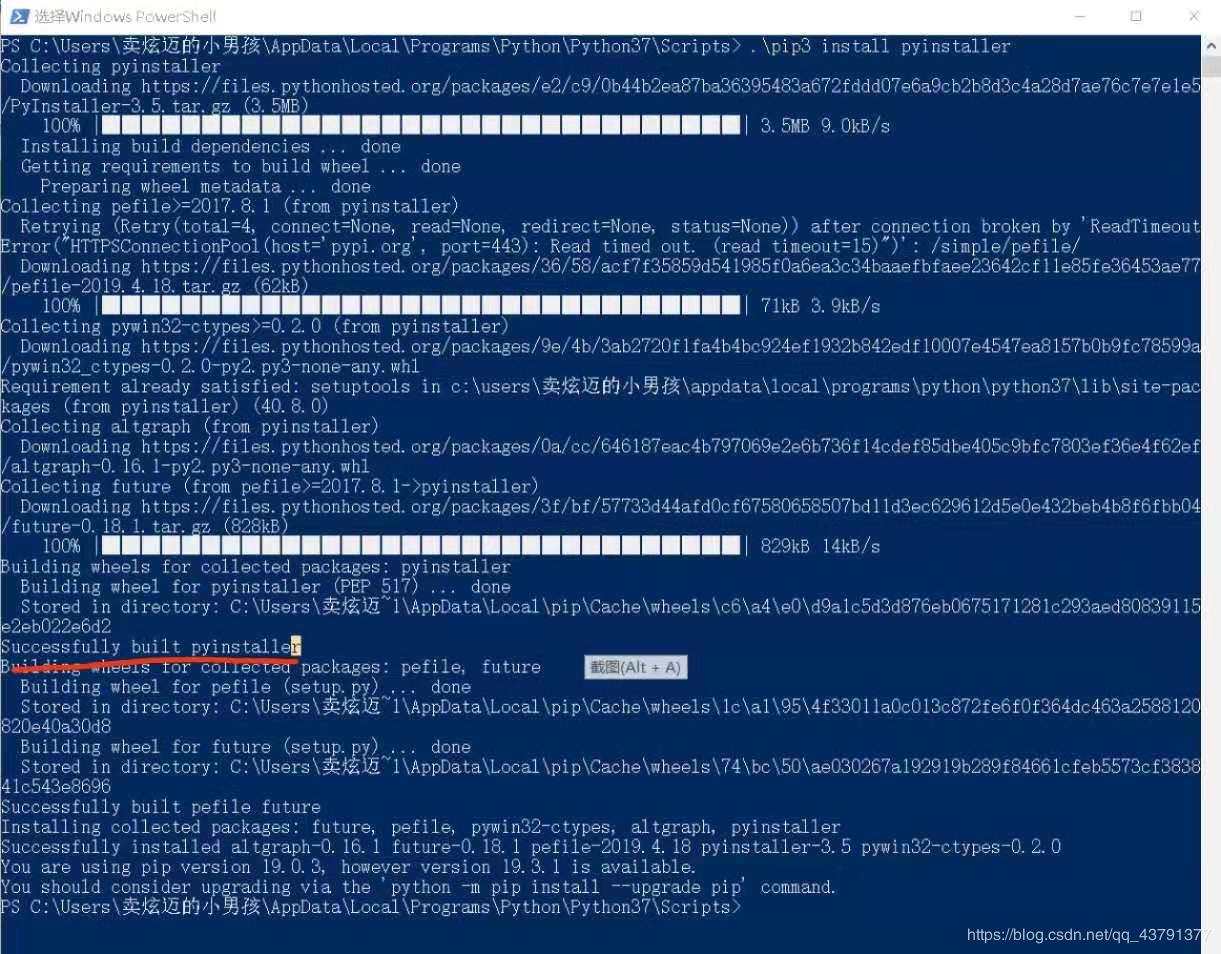 选择Windows PowerShell
PS C:\Users\卖炫迈的小男孩\AppData\Local\Programs\Python\Python37\Scripts> .\pip3 install pyinstaller
Collecting pyinstaller
Downloading https://files.pythonhosted.org/packages/e2/c9/0b44b2ea87ba36395483a672fddd07e6a9cb2b8d3c4a28d7ae76c7e7e1e5
/PyInstaller-3.5.tar.gz (3.5MB)
100% | | 3.5MB 9.0kB/s
Installing build dependencies ... done
Getting requirements to build wheel ... done
Preparing wheel metadata ... done
Collecting pefile>=2017.8.1 (from pyinstaller)
Retrying (Retry(total=4, connect=None, read=None, redirect=None, status=None)) after connection broken by 'ReadTimeout
Error("HTTPSConnectionPool(host='pypi.org', port=443): Read timed out. (read timeout=15)")': /simple/pefile/
Downloading https://files.pythonhosted.org/packages/36/58/acf7f35859d541985f0a6ea3c34baaefbfaee23642cf11e85fe36453ae77
/pefile-2019.4.18.tar.gz (62kB)
100% | | 71kB 3.9kB/s
Collecting pywin32-ctypes>=0.2.0 (from pyinstaller)
Downloading https://files.pythonhosted.org/packages/9e/4b/3ab2720f1fa4b4bc924ef1932b842edf10007e4547ea8157b0b9fc78599a
/pywin32_ctypes-0.2.0-py2.py3-none-any.whl
Requirement already satisfied: setuptools in c:\users\卖炫迈的小男孩\appdata\local\programs\python\python37\lib\site-pac
kages (from pyinstaller) (40.8.0)
Collecting altgraph (from pyinstaller)
Downloading https://files.pythonhosted.org/packages/0a/cc/646187eac4b797069e2e6b736f14cdef85dbe405c9bfc7803ef36e4f62ef
/altgraph-0.16.1-py2.py3-none-any.whl
Collecting future (from pefile>=2017.8.1->pyinstaller)
Downloading https://files.pythonhosted.org/packages/3f/bf/57733d44afd0cf67580658507bd11d3ec629612d5e0e432beb4b8f6fbb04
/future-0.18.1.tar.gz (828kB)
100% | | 829kB 14kB/s
Building wheels for collected packages: pyinstaller
Building wheel for pyinstaller (PEP 517) ... done
Stored in directory: C:\Users\卖炫迈~1\AppData\Local\pip\Cache\wheels\c6\a4\e0\d9a1c5d3d876eb0675171281c293aed80839115
e2eb022e6d2
Successfully built pyinstaller
Building wheels for collected packages: pefile, future
截图(Alt + A)
Building wheel for pefile (setup.py) ... done
Stored in directory: C:\Users\卖炫迈~1\AppData\Local\pip\Cache\wheels\1c\a1\95\4f33011a0c013c872fe6f0f364dc463a2588120
820e40a30d8
Building wheel for future (setup.py) ... done
Stored in directory: C:\Users\卖炫迈~1\AppData\Local\pip\Cache\wheels\74\bc\50\ae030267a192919b289f84661cfeb5573cf3838
41c543e8696
Successfully built pefile future
Installing collected packages: future, pefile, pywin32-ctypes, altgraph, pyinstaller
Successfully installed altgraph-0.16.1 future-0.18.1 pefile-2019.4.18 pyinstaller-3.5 pywin32-ctypes-0.2.0
You are using pip version 19.0.3, however version 19.3.1 is available.
You should consider upgrading via the 'python -m pip install --upgrade pip' command.
PS C:\Users\卖炫迈的小男孩\AppData\Local\Programs\Python\Python37\Scripts>
https://blog.csdn.net/qq_43791377